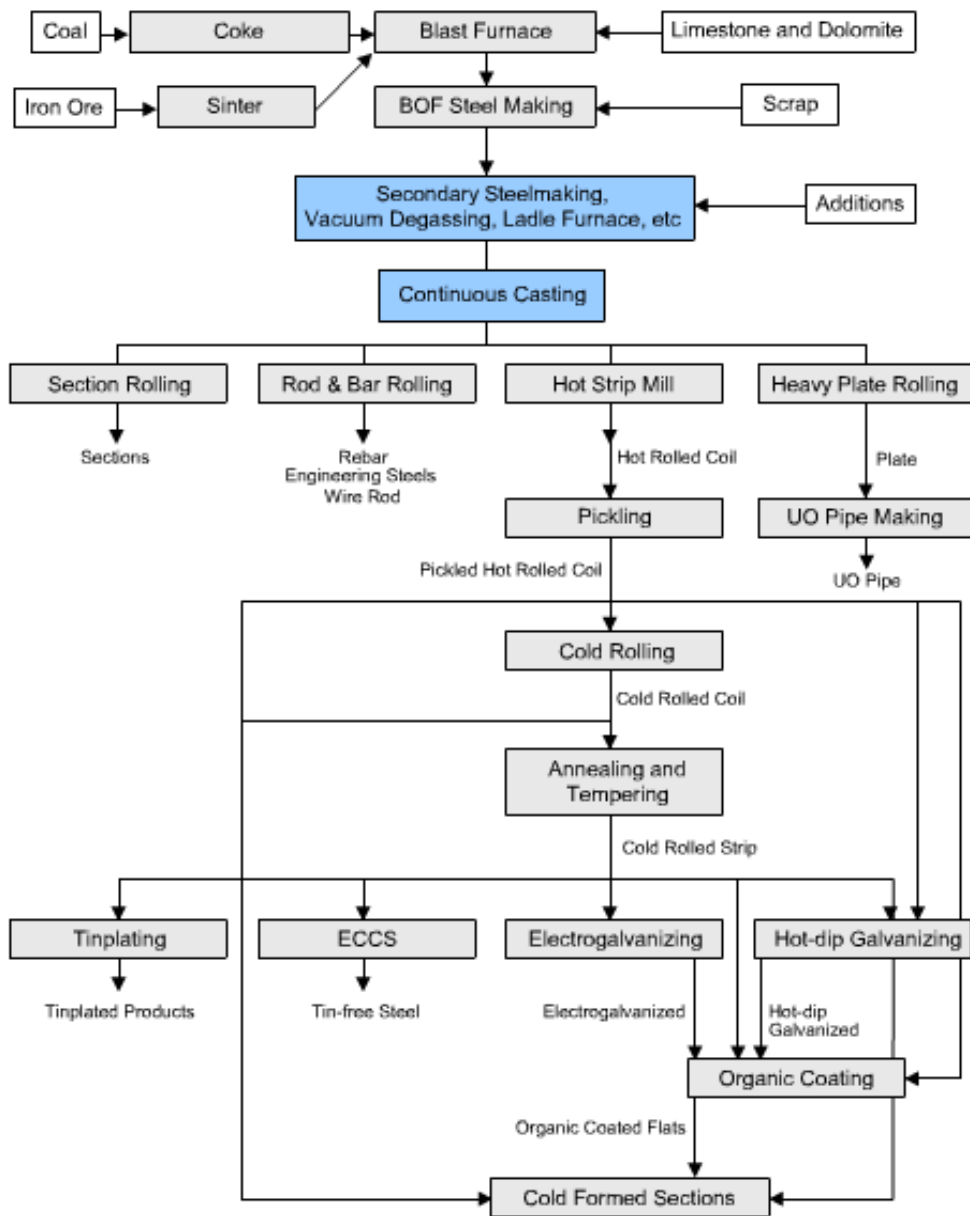 Coal
Coke
Blast Furnace
Limestone and Dolomite
Iron Ore
Sinter
BOF Steel Making
Scrap
Secondary Steelmaking,
Vacuum Degassing, Ladle Furnace, etc
Additions
Continuous Casting
Section Rolling
Rod & Bar Rolling
Hot Strip Mill
Heavy Plate Rolling
Sections
Rebar
Engineering Steels
Wire Rod
Hot Rolled Coil
Plate
Pickling
UO Pipe Making
Pickled Hot Rolled Coil
UO Pipe
Cold Rolling
Cold Rolled Coil
Annealing and
Tempering
Cold Rolled Strip
Tinplating
ECCS
Electrogalvanizing
Hot-dip Galvanizing
Tinplated Products
Tin-free Steel
Electrogalvanized
Hot-dip
Galvanized
Organic Coating
Organic Coated Flats
Cold Formed Sections